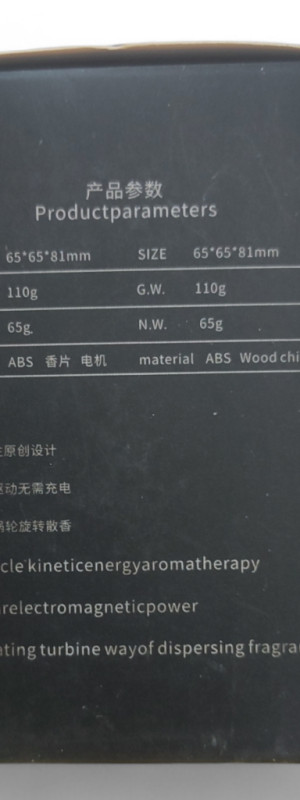 产品参数
Productparameters
65*65*81mm SIZE 65*65*81mm
110g G.W. 110g
65g N.W. 65g
ABS 香片 电机 material ABS Wood chi
原创设计
动无需充电
轮旋转散香
cle kineticenergyaromatherapy
relectromagneticpower
ating turbine wayof dispersing fragra